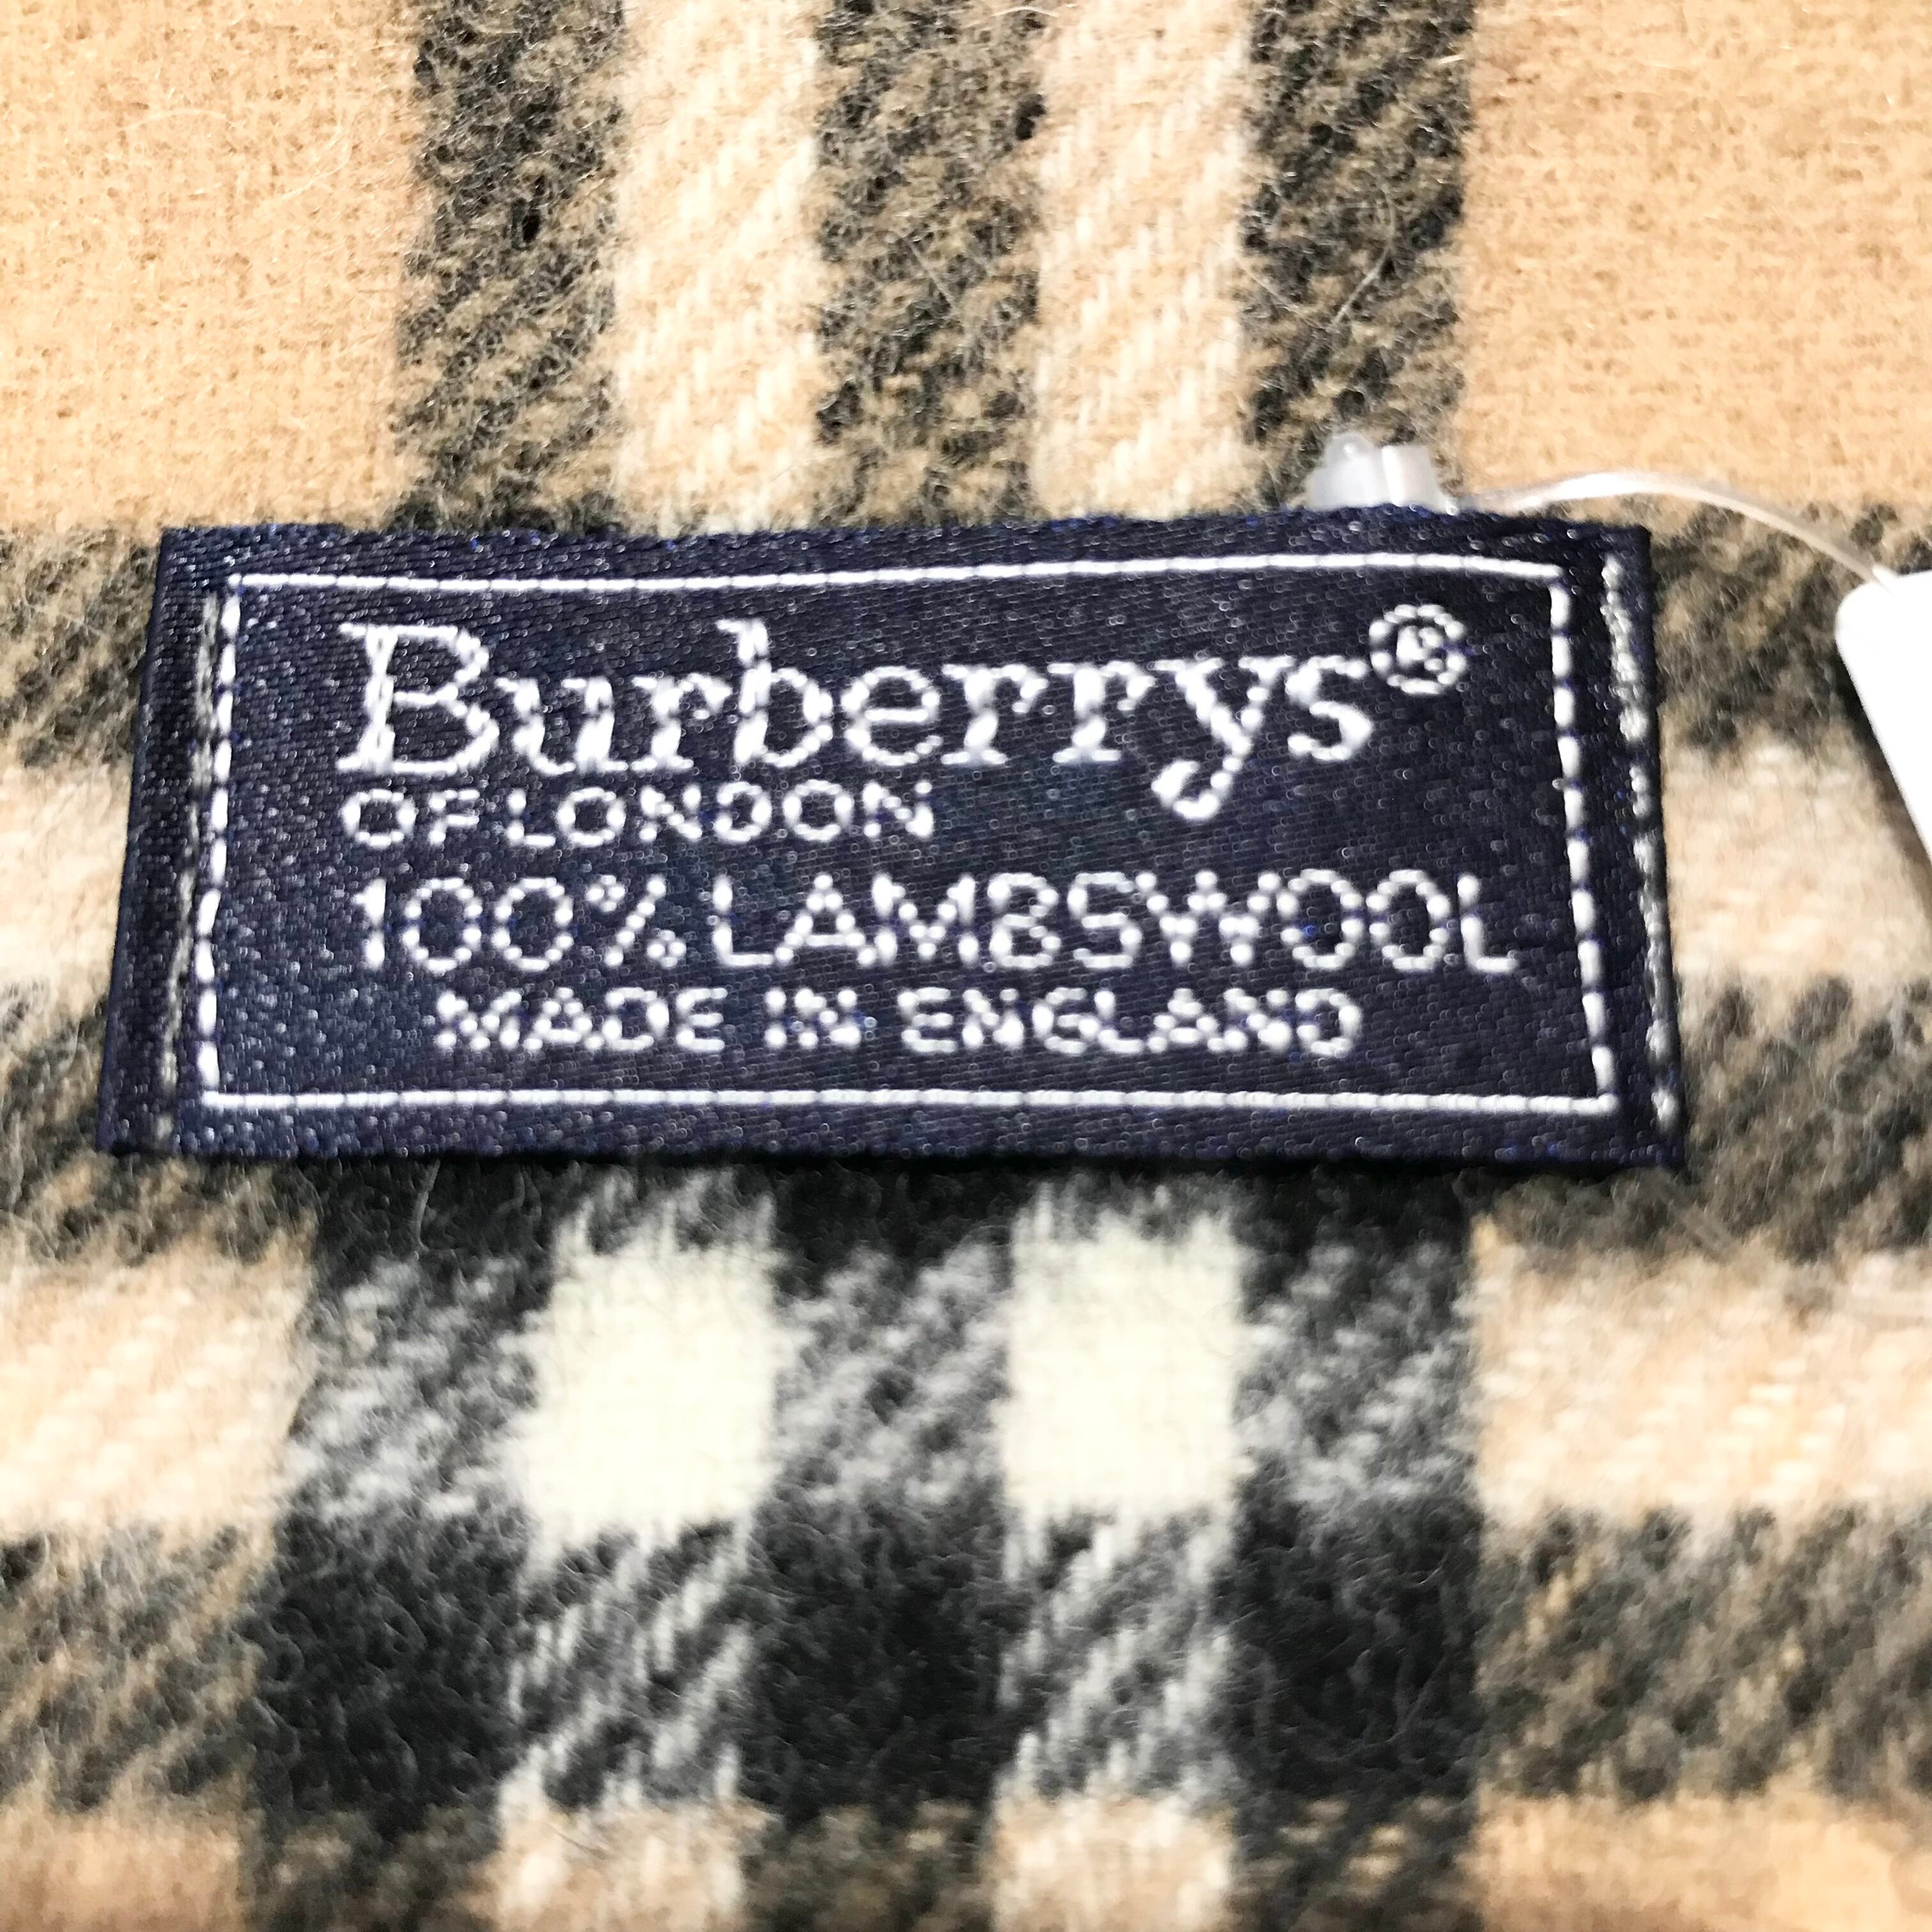 Burberrys®
OF LONDON
100% LAMBSWOOL
MADE IN ENGLAND